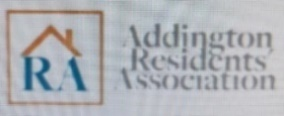 RA
Addington
Residents'
Association